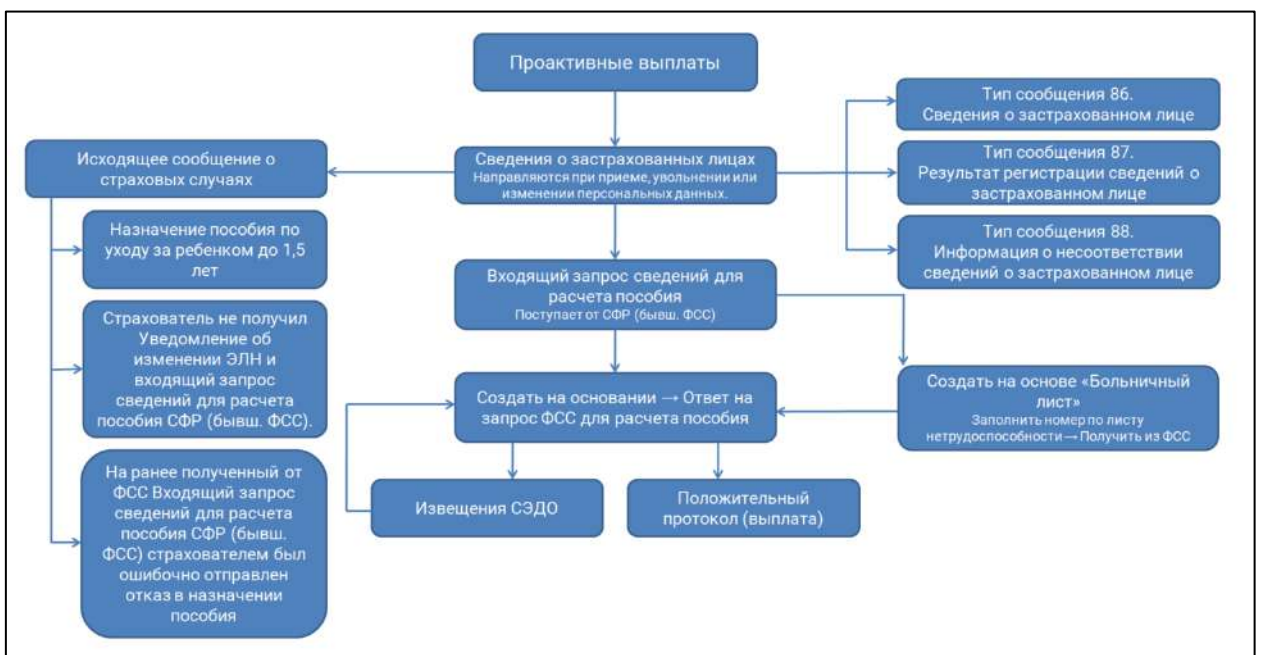 Проактивные выплаты
Тип сообщения 86.
Сведения о застрахованном лице
Исходящее сообщение о
страховых случаях
Сведения о застрахованных лицах
Направляются при приеме, увольнении или
изменении персональных данных.
Тип сообщения 87.
Результат регистрации сведений о
застрахованном лице
Назначение пособия по
уходу за ребенком до 1,5
лет
Тип сообщения 88.
Информация о несоответствии
сведений о застрахованном лице
Входящий запрос сведений для
расчета пособия
Поступает от СФР (бывш. ФСС)
Страхователь не получил
Уведомление об
изменении ЭЛН и
входящий запрос
сведений для расчета
пособия СФР (бывш. ФСС).
Создать на основании → Ответ на
запрос ФСС для расчета пособия
Создать на основе «Больничный
лист»
Заполнить номер по листу
нетрудоспособности → Получить из ФСС
На ранее полученный от
ФСС Входящий запрос
сведений для расчета
пособия СФР (бывш.
ФСС) страхователем был
ошибочно отправлен
отказ в назначении
пособия
Извещения СЭДО
Положительный
протокол (выплата)